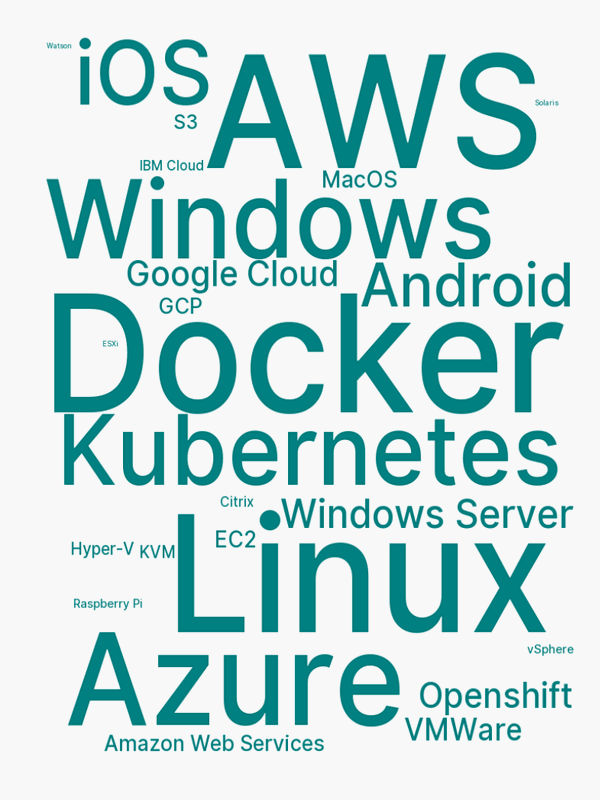 Watson
iOS
AWS
Solaris
S3
IBM Cloud
MacOS
Windows
Google Cloud
Android
GCP
Docker
ESXi
Kubernetes
Citrix
Windows Server
EC2
Hyper-V
KVM
Linux
Raspberry Pi
vSphere
Azure
Openshift
VMWare
Amazon Web Services